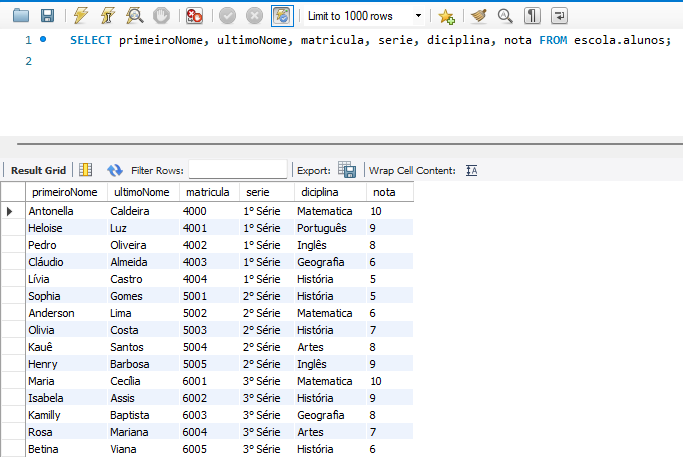 Limit to 1000 rows
1 SELECT primeiroNome, ultimoNome, matricula, serie, diciplina, nota FROM escola.alunos;
2
Result Grid Filter Rows: Export: Wrap Cell Content:
primeiroNome ultimoNome matricula serie diciplina nota
Antonella Caldeira 4000 1º Série Matematica 10
Heloise Luz 4001 1º Série Português 9
Pedro Oliveira 4002 1º Série Inglês 8
Cláudio Almeida 4003 1º Série Geografia 6
Lívia Castro 4004 1º Série História 5
Sophia Gomes 5001 2º Série História 5
Anderson Lima 5002 2º Série Matematica 6
Olivia Costa 5003 2º Série História 7
Kauê Santos 5004 2º Série Artes 8
Henry Barbosa 5005 2º Série Inglês 9
Maria Cecília 6001 3º Série Matematica 10
Isabela Assis 6002 3º Série História 9
Kamilly Baptista 6003 3º Série Geografia 8
Rosa Mariana 6004 3º Série Artes 7
Betina Viana 6005 3º Série História 6